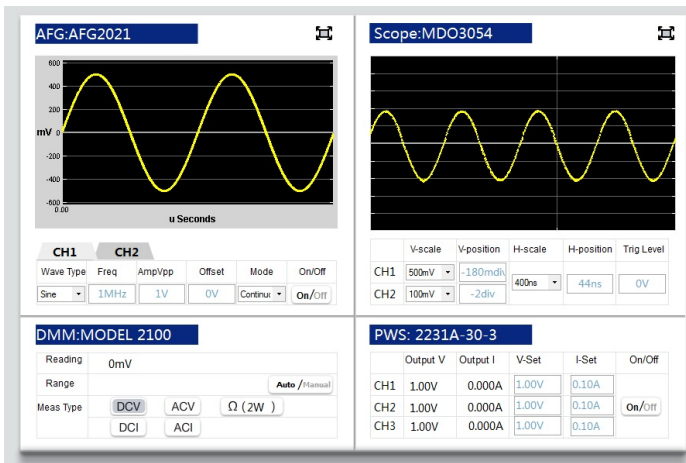 AFG:AFG2021
600
400
200
mV 0
-200
-400
-600
0.00
u Seconds
CH1 CH2
Wave Type Freq AmpVpp Offset Mode On/Off
Sine 1MHz 1V 0V Continuc On/Off
Scope:MDO3054
V-scale V-position H-scale H-position Trig Level
CH1 500mV -180mdiv 400ns 44ns 0V
CH2 100mV -2div
DMM:MODEL 2100
Reading 0mV
Range Auto/Manual
Meas Type DCV ACV Ω(2W)
DCI ACI
PWS: 2231A-30-3
Output V Output I V-Set I-Set On/Off
CH1 1.00V 0.000A 1.00V 0.10A
CH2 1.00V 0.000A 1.00V 0.10A On/Off
CH3 1.00V 0.000A 1.00V 0.10A